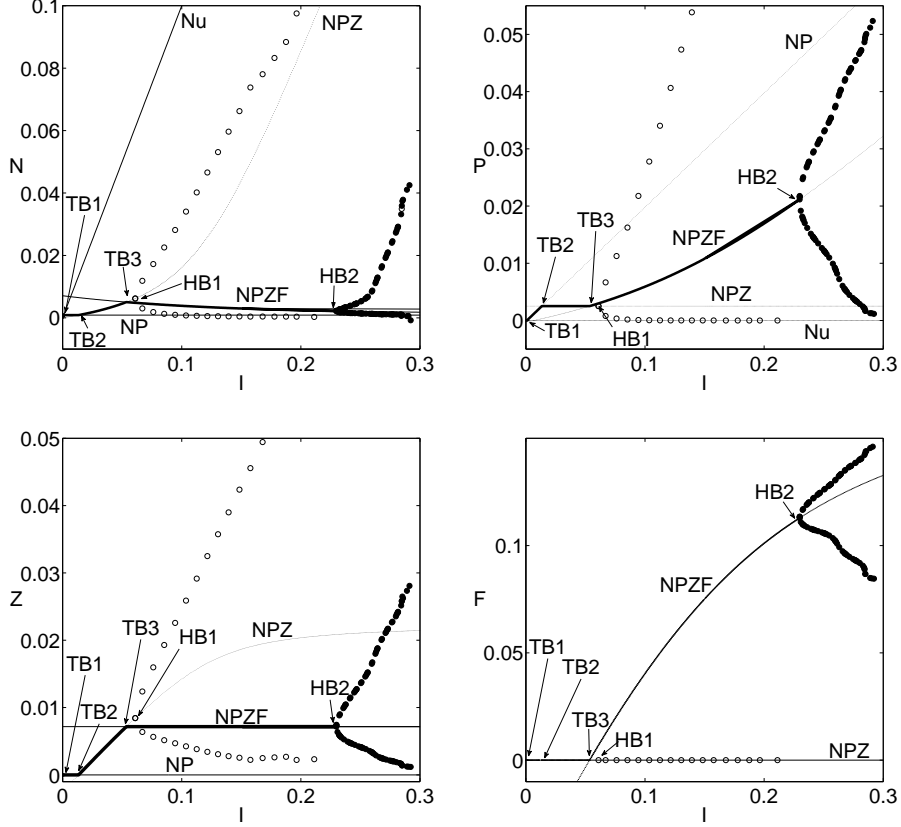 0.1
0.08
0.06
0.04
0.02
0
N
0
0.1
0.2
0.3
I
Nu
NPZ
TB1
TB3
HB1
NPZF
HB2
NP
TB2
0.05
0.04
0.03
0.02
0.01
0
P
0
0.1
0.2
0.3
I
NP
HB2
TB2
TB3
NPZF
NPZ
TB1
HB1
Nu
0.05
0.04
0.03
0.02
0.01
0
Z
0
0.1
0.2
0.3
I
TB1
TB3
HB1
NPZ
TB2
NPZF
HB2
NP
0.1
0.05
0
F
0
0.1
0.2
0.3
I
HB2
NPZF
TB1
TB2
TB3
HB1
NPZ